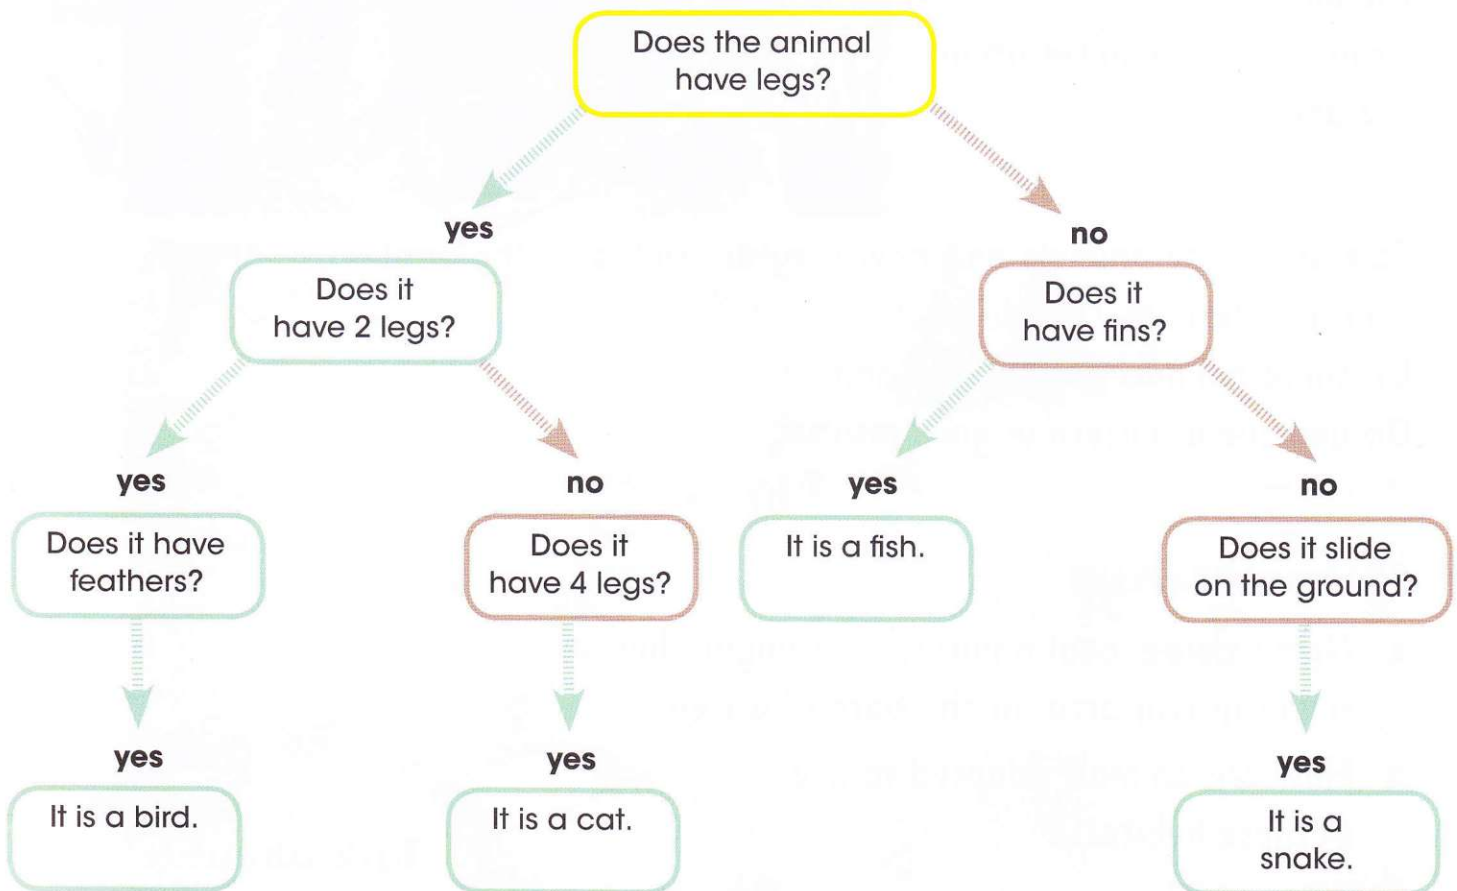 Does the animal
have legs?
yes
no
Does it
have 2 legs?
Does it
have fins?
yes
no
yes
no
Does it have
feathers?
Does it
have 4 legs?
It is a fish.
Does it slide
on the ground?
yes
yes
yes
It is a bird.
It is a cat.
It is a
snake.